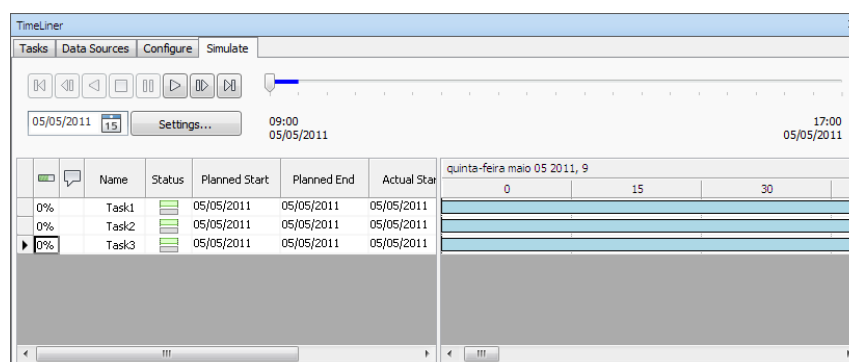 TimeLiner
Tasks Data Sources Configure Simulate
05/05/2011 15 Settings... 09:00 17:00
05/05/2011 05/05/2011
quinta-feira maio 05 2011, 9
Name Status Planned Start Planned End Actual Star 0 15 30
0% Task1 05/05/2011 05/05/2011 05/05/2011
0% Task2 05/05/2011 05/05/2011 05/05/2011
0% Task3 05/05/2011 05/05/2011 05/05/2011